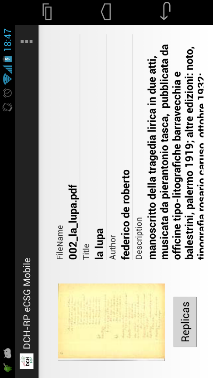 18:47
DCH-RP eCSG Mobile
FileName
002_la_lupa.pdf
Title
la lupa
Author
federico de roberto
Description
manoscritto della tragedia lirica in due atti,
musicata da pierantonio tasca, pubblicata da
officine tipo-litografiche barravecchia e
balestrini, palermo 1919; altre edizioni: noto,
tipografia rosario caruso, ottobre 1932;
Replicas